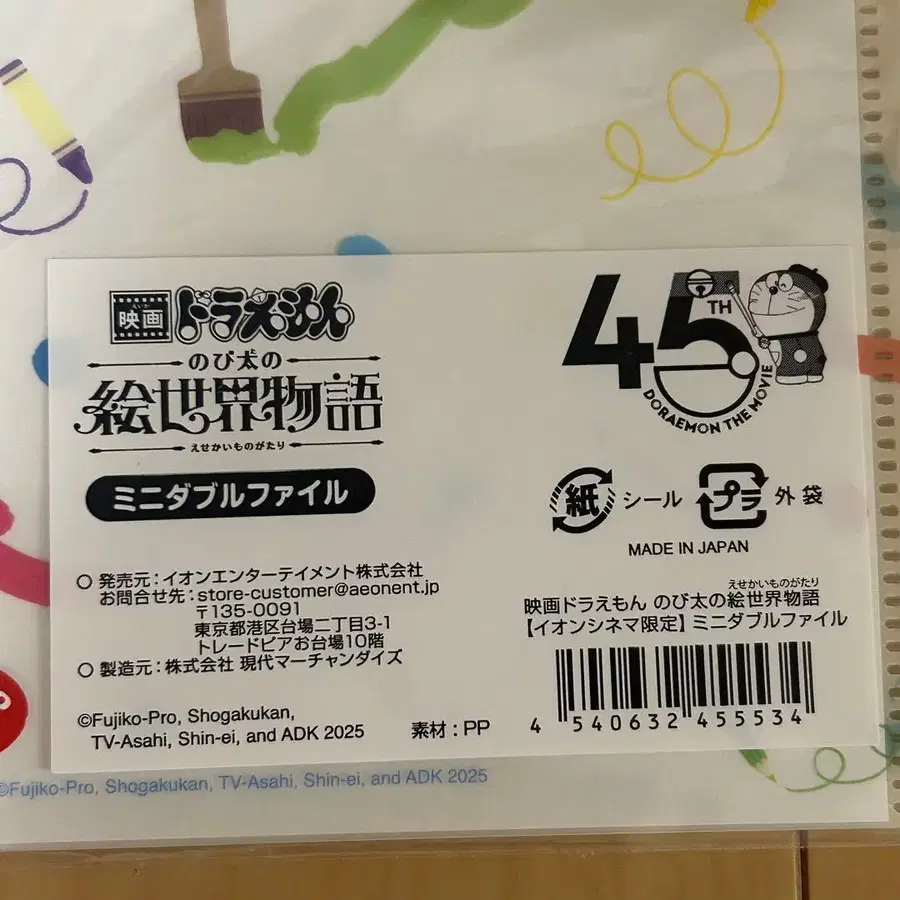 えいが
映画ドラえもん
のび太の
絵世界物語
えせかいものがたり
ミニダブルファイル
45TH
DORAEMON THE MOVIE
紙 シール プラ 外袋
MADE IN JAPAN
○ 発売元：イオンエンターテイメント株式会社
お問合せ先：store-customer@aeonent.jp
〒135-0091
東京都港区台場二丁目3-1
トレードピアお台場10階
○ 製造元：株式会社 現代マーチャンダイズ
えせかいものがたり
映画ドラえもん のび太の絵世界物語
【イオンシネマ限定】ミニダブルファイル
4 540632 455534
©Fujiko-Pro, Shogakukan,
TV-Asahi, Shin-ei, and ADK 2025
素材：PP
©Fujiko-Pro, Shogakukan, TV-Asahi, Shin-ei, and ADK 2025